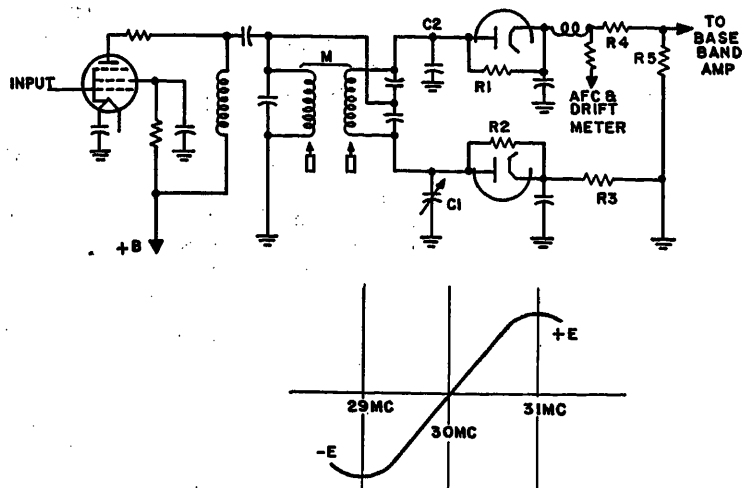 C2
TO
BASE
BAND
AMP
R4
R5
M
INPUT
R1
AFC &
DRIFT
METER
R2
R3
C1
+B
+E
29MC
31MC
30MC
-E